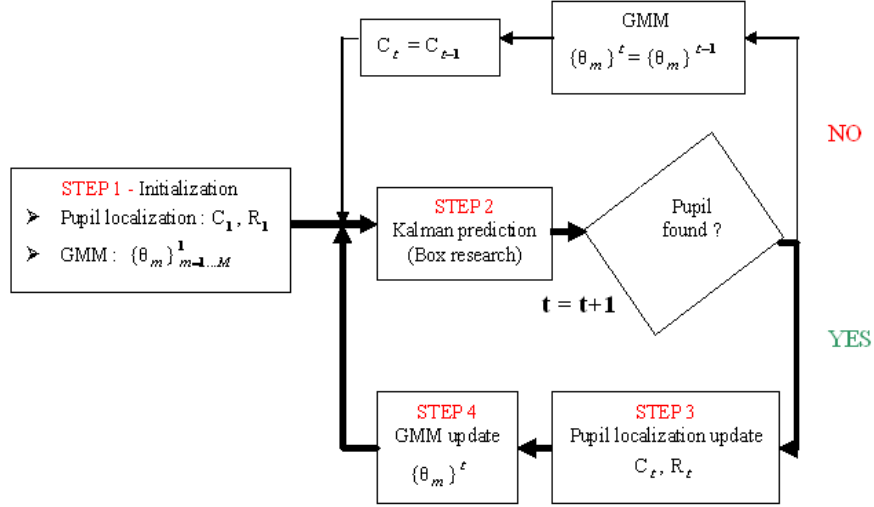 GMM
{θm}^t = {θm}^t-1
Ct = Ct-1
NO
STEP 1 - Initialization
➤ Pupil localization : C1, R1
➤ GMM : {θm}^1 m=1...M
STEP 2
Kalman prediction
(Box research)
Pupil
found ?
t = t+1
YES
STEP 4
GMM update
{θm}^t
STEP 3
Pupil localization update
Ct, Rt